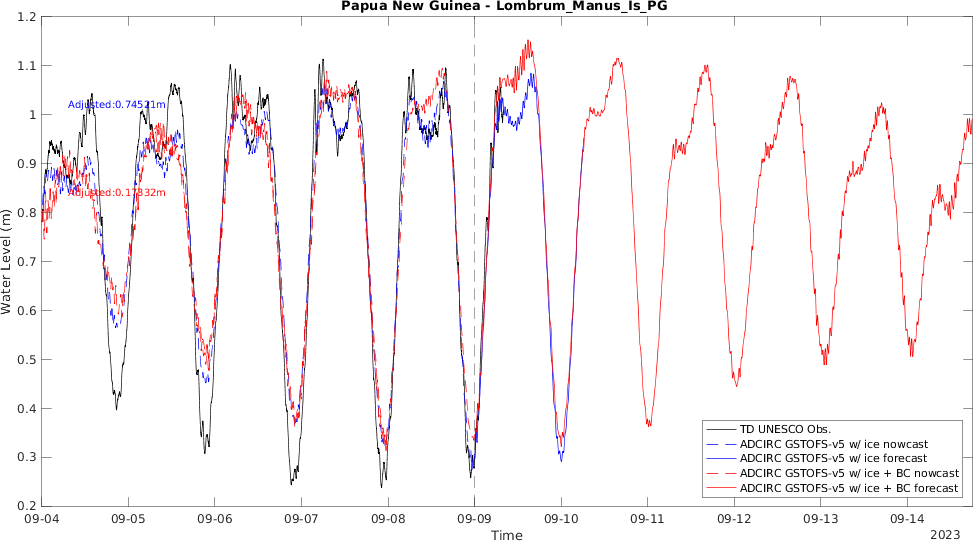 Papua New Guinea - Lombrum_Manus_Is_PG
1.2
1.1
1
0.9
0.8
0.7
0.6
0.5
0.4
0.3
0.2
Water Level (m)
Adjusted:0.74521m
Adjusted:0.17332m
TD UNESCO Obs.
ADCIRC GSTOFS-v5 w/ ice nowcast
ADCIRC GSTOFS-v5 w/ ice forecast
ADCIRC GSTOFS-v5 w/ ice + BC nowcast
ADCIRC GSTOFS-v5 w/ ice + BC forecast
09-04 09-05 09-06 09-07 09-08 09-09 09-10 09-11 09-12 09-13 09-14
Time
2023